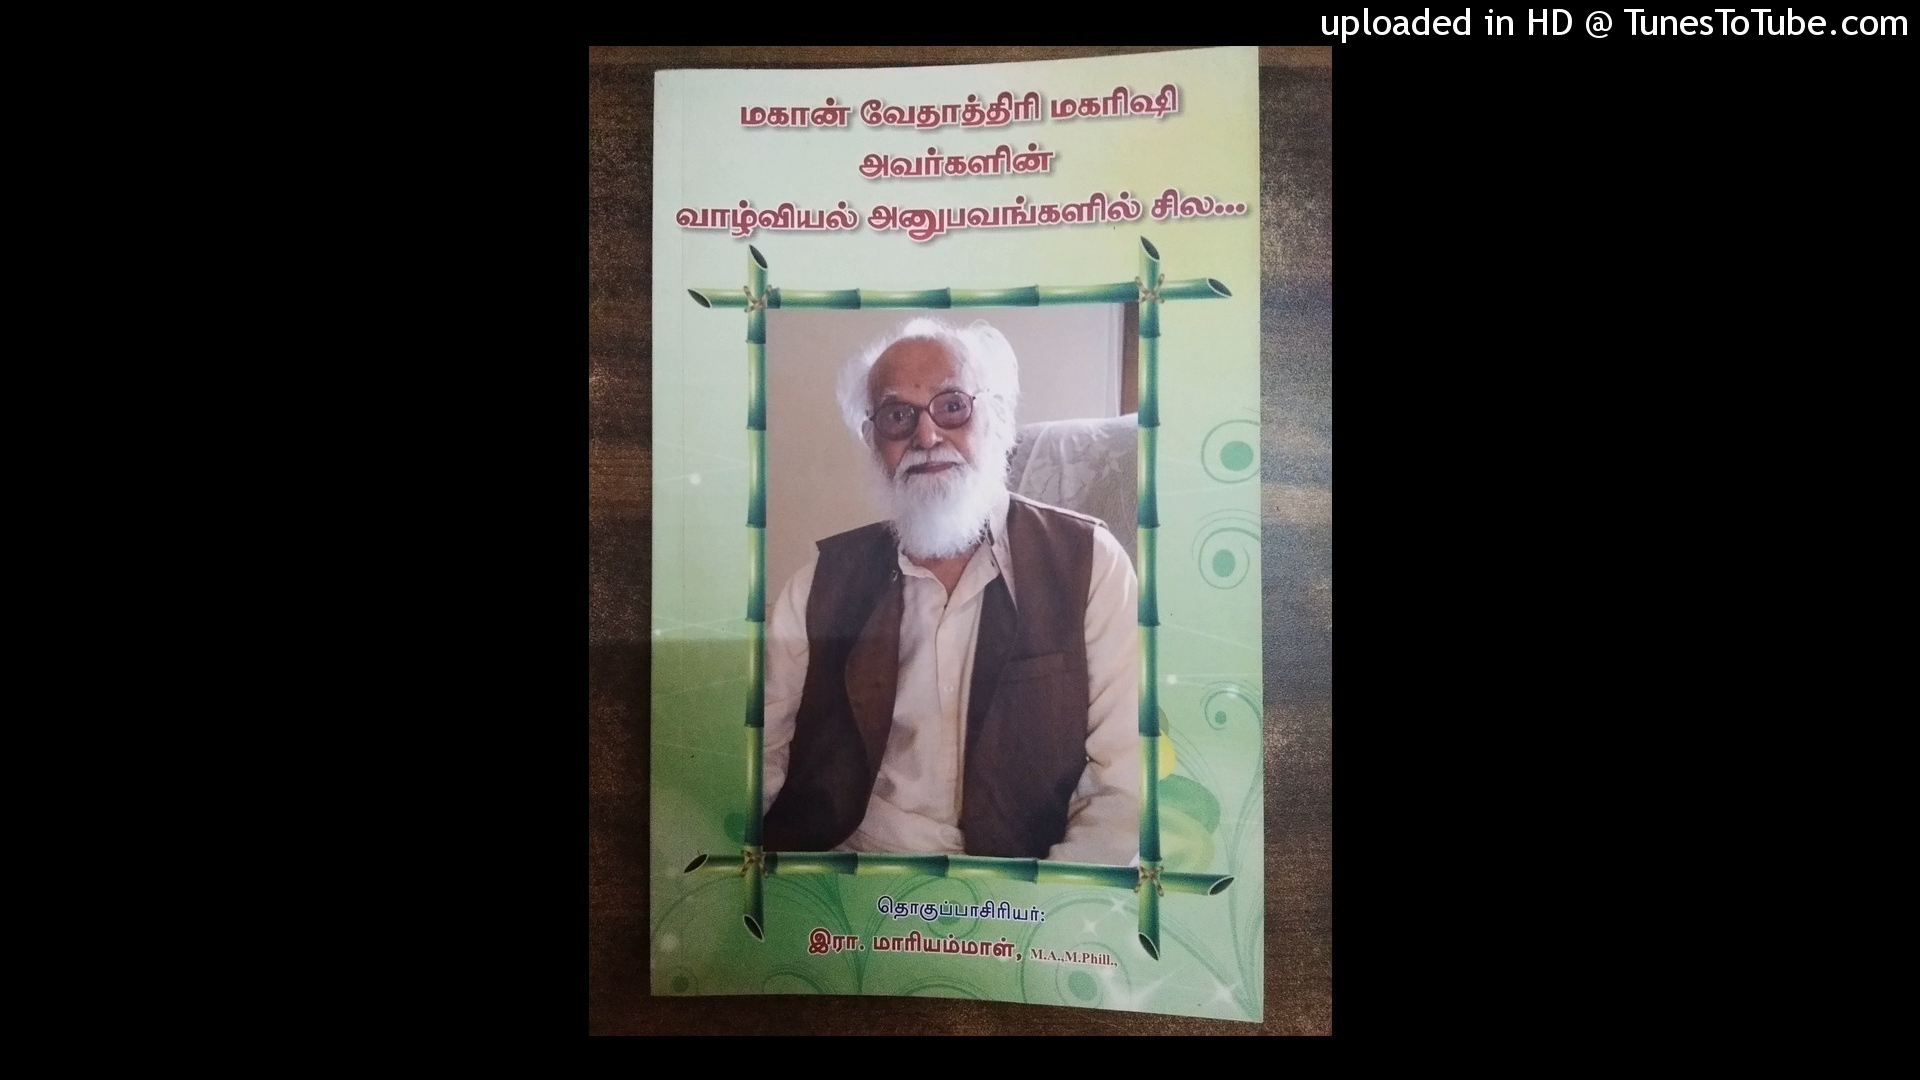 uploaded in HD @ TunesToTube.com
மகான் வேதாத்திரி மகரிஷி
அவர்களின்
வாழ்வியல் அனுபவங்களில் சில...
தொகுப்பாசிரியர்:
இரா. மாரியம்மாள், M.A.,M.Phill.,